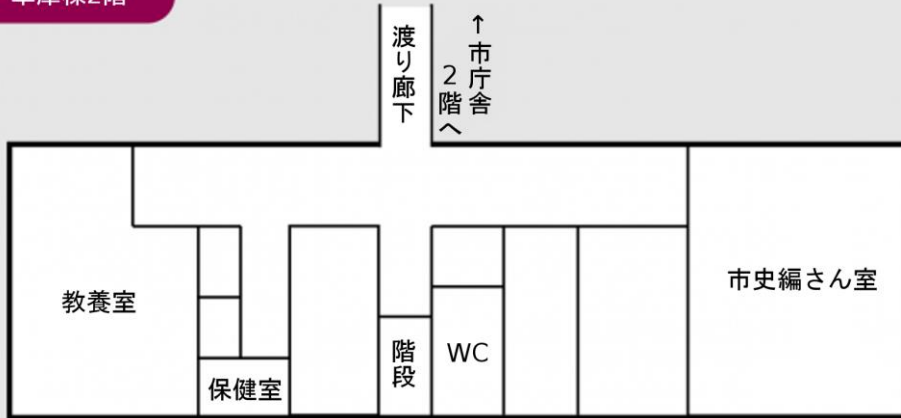 車庫棟2階
渡り廊下
↑市庁舎
2階へ
教養室
保健室
階段
WC
市史編さん室